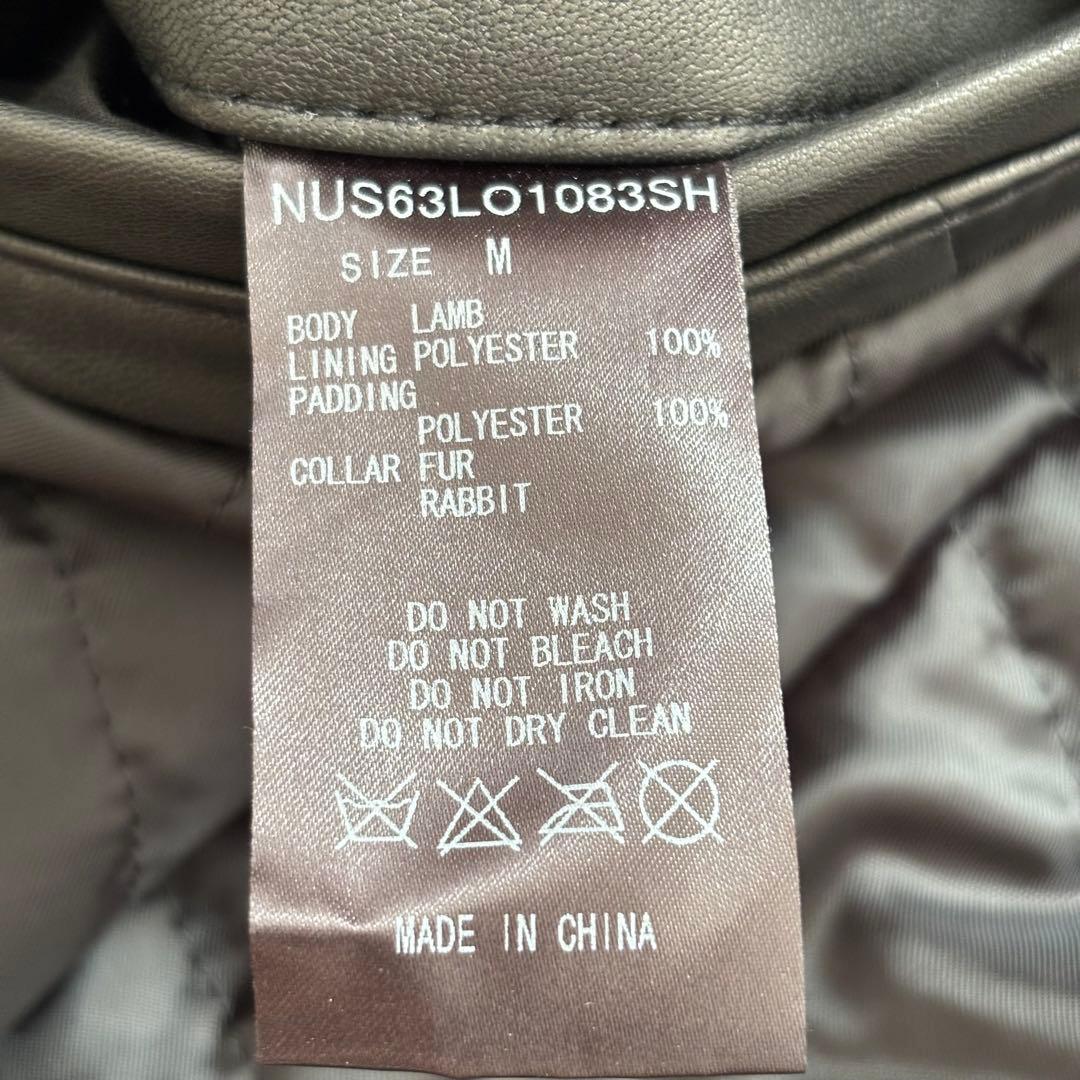 NUS63LO1083SH
SIZE M
BODY LAMB
LINING POLYESTER 100%
PADDING
POLYESTER 100%
COLLAR FUR
RABBIT
DO NOT WASH
DO NOT BLEACH
DO NOT IRON
DO NOT DRY CLEAN
MADE IN CHINA